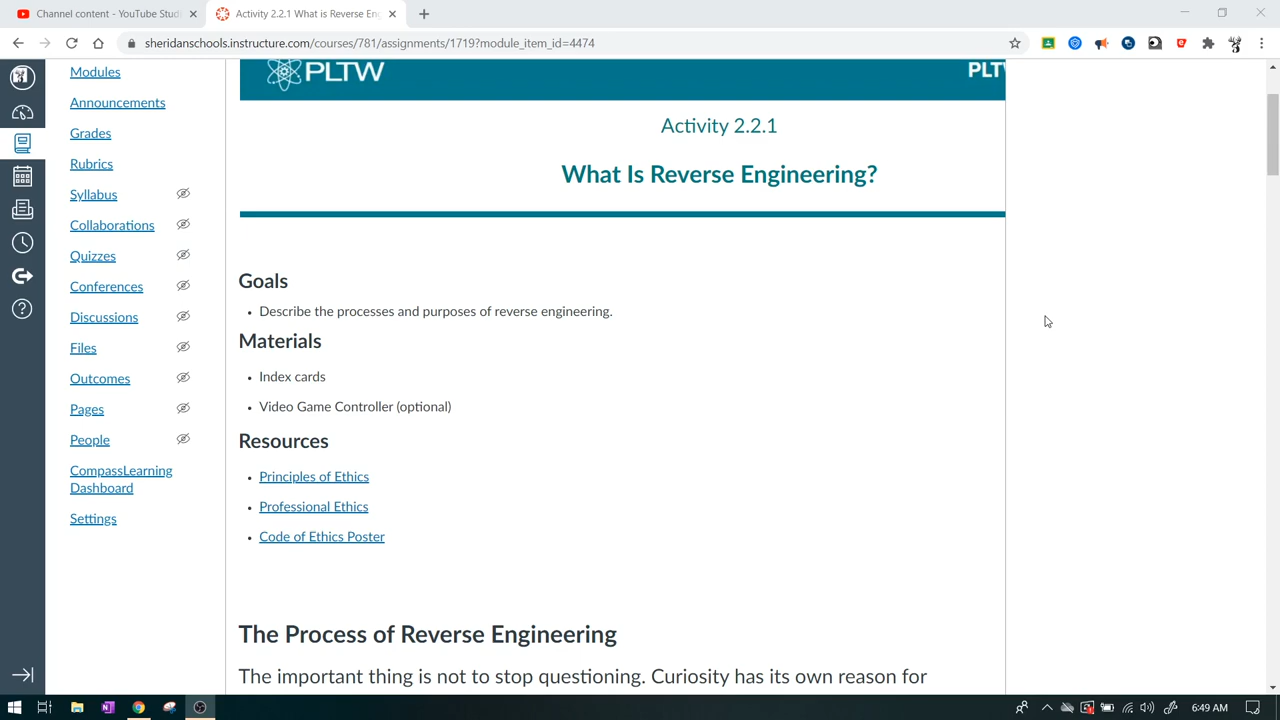 Channel content - YouTube Stud
Activity 2.2.1 What is Reverse Eng
sheridanschools.instructure.com/courses/781/assignments/1719?module_item_id=4474
Modules
Announcements
Grades
Rubrics
Syllabus
Collaborations
Quizzes
Conferences
Discussions
Files
Outcomes
Pages
People
CompassLearning
Dashboard
Settings
PLTW
PLTW
Activity 2.2.1
What Is Reverse Engineering?
Goals
• Describe the processes and purposes of reverse engineering.
Materials
• Index cards
• Video Game Controller (optional)
Resources
• Principles of Ethics
• Professional Ethics
• Code of Ethics Poster
The Process of Reverse Engineering
The important thing is not to stop questioning. Curiosity has its own reason for
6:49 AM